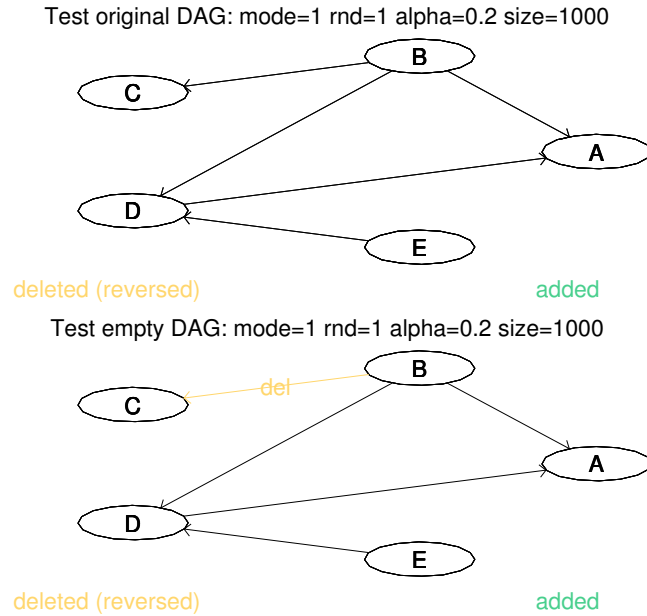 Test original DAG: mode=1 rnd=1 alpha=0.2 size=1000
B
C
A
D
E
deleted (reversed) added
Test empty DAG: mode=1 rnd=1 alpha=0.2 size=1000
B
del
C
A
D
E
deleted (reversed) added